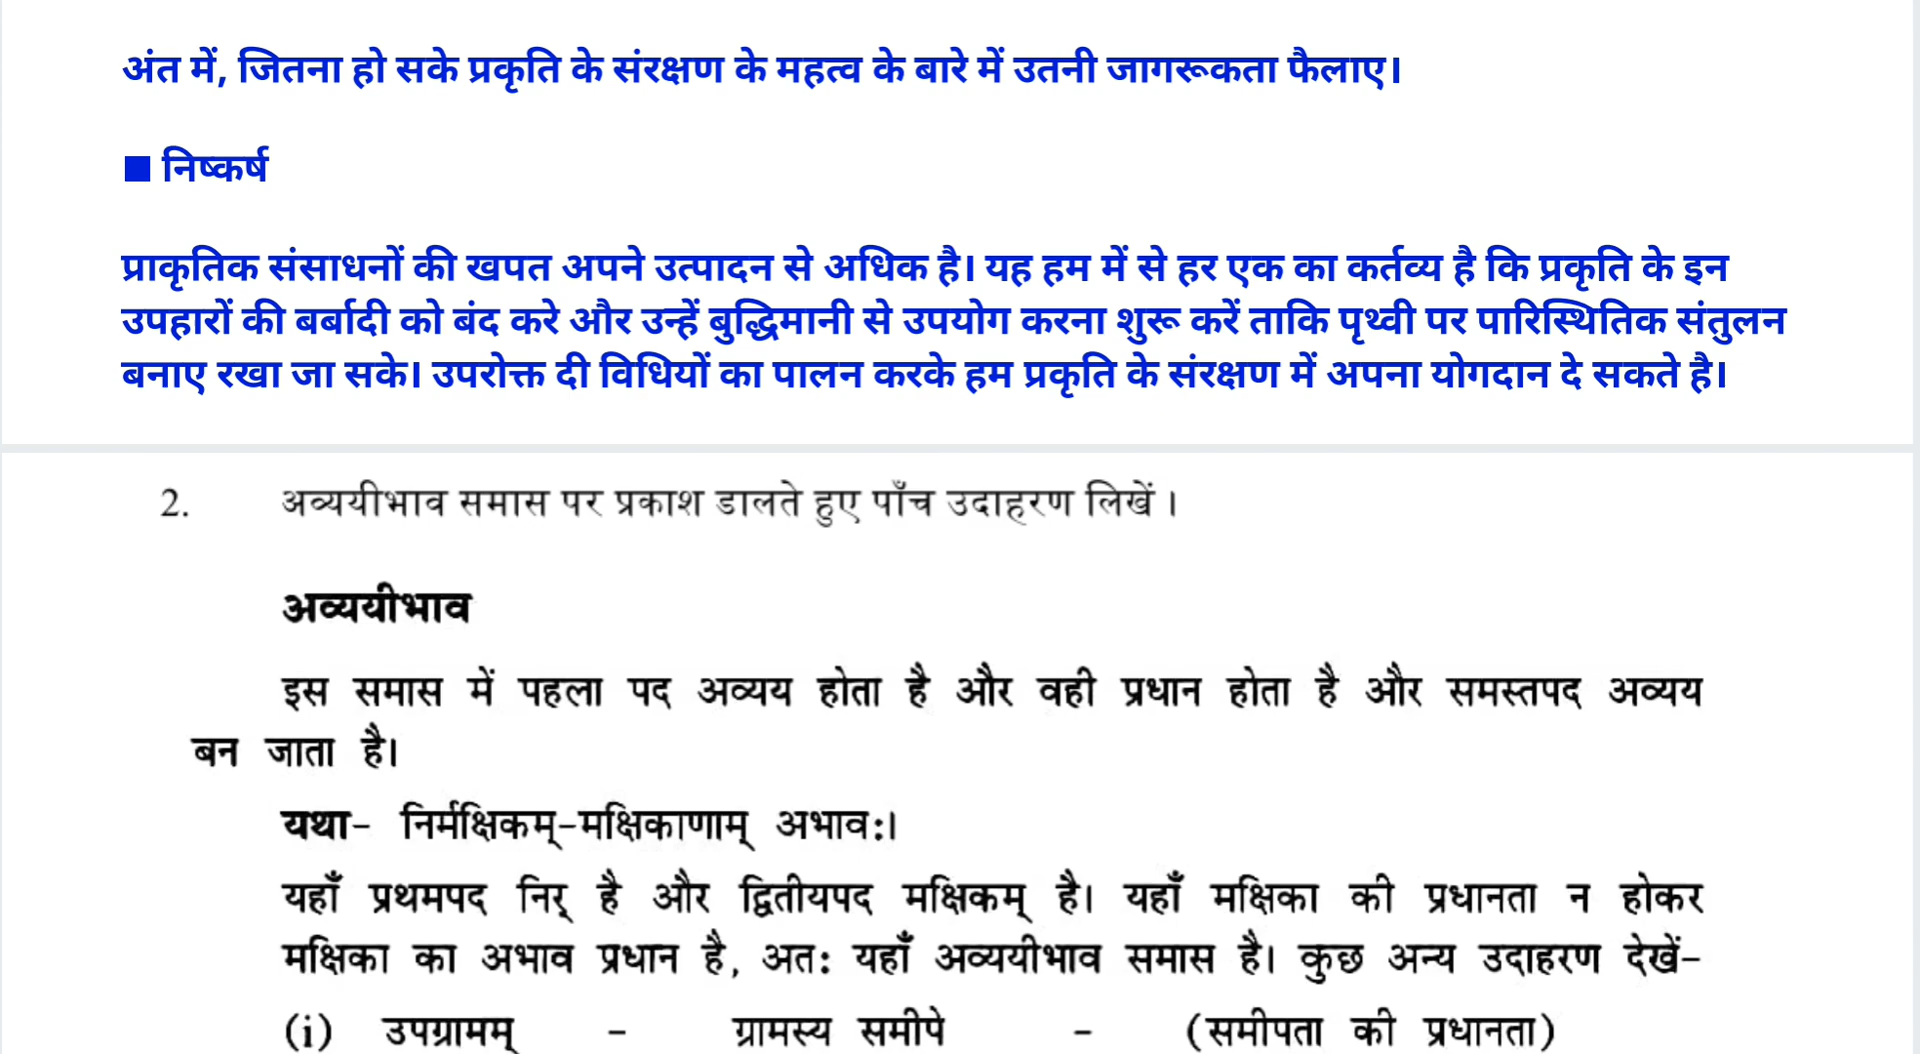 अंत में, जितना हो सके प्रकृति के संरक्षण के महत्व के बारे में उतनी जागरूकता फैलाए।
■ निष्कर्ष
प्राकृतिक संसाधनों की खपत अपने उत्पादन से अधिक है। यह हम में से हर एक का कर्तव्य है कि प्रकृति के इन
उपहारों की बर्बादी को बंद करे और उन्हें बुद्धिमानी से उपयोग करना शुरू करें ताकि पृथ्वी पर पारिस्थितिक संतुलन
बनाए रखा जा सके। उपरोक्त दी विधियों का पालन करके हम प्रकृति के संरक्षण में अपना योगदान दे सकते है।
2. अव्ययीभाव समास पर प्रकाश डालते हुए पाँच उदाहरण लिखें।
अव्ययीभाव
इस समास में पहला पद अव्यय होता है और वही प्रधान होता है और समस्तपद अव्यय
बन जाता है।
यथा- निर्मक्षिकम्-मक्षिकाणाम् अभाव:।
यहाँ प्रथमपद निर् है और द्वितीयपद मक्षिकम् है। यहाँ मक्षिका की प्रधानता न होकर
मक्षिका का अभाव प्रधान है, अत: यहाँ अव्ययीभाव समास है। कुछ अन्य उदाहरण देखें-
(i) उपग्रामम् - ग्रामस्य समीपे - (समीपता की प्रधानता)